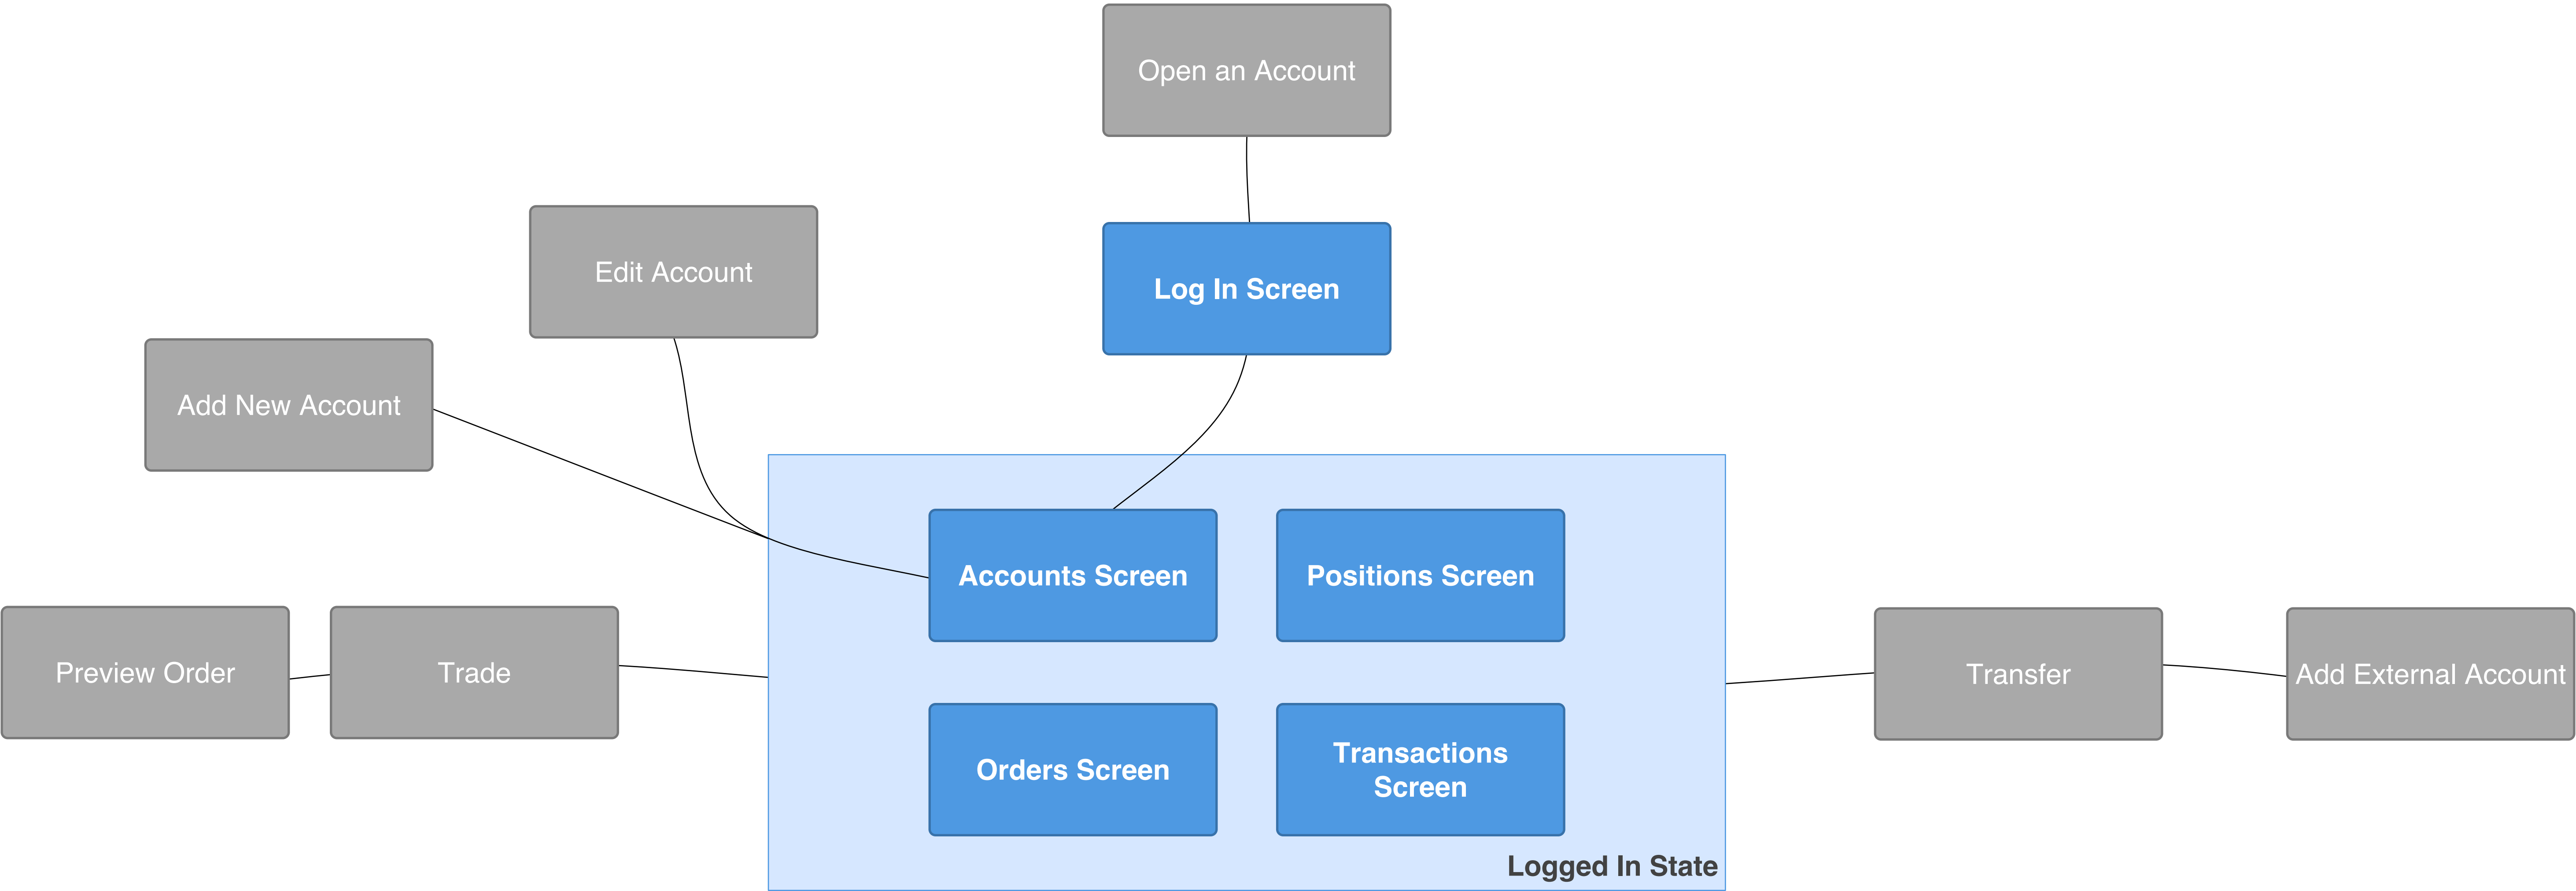 Open an Account
Edit Account
Log In Screen
Add New Account
Accounts Screen
Positions Screen
Preview Order
Trade
Transfer
Add External Account
Orders Screen
Transactions
Screen
Logged In State